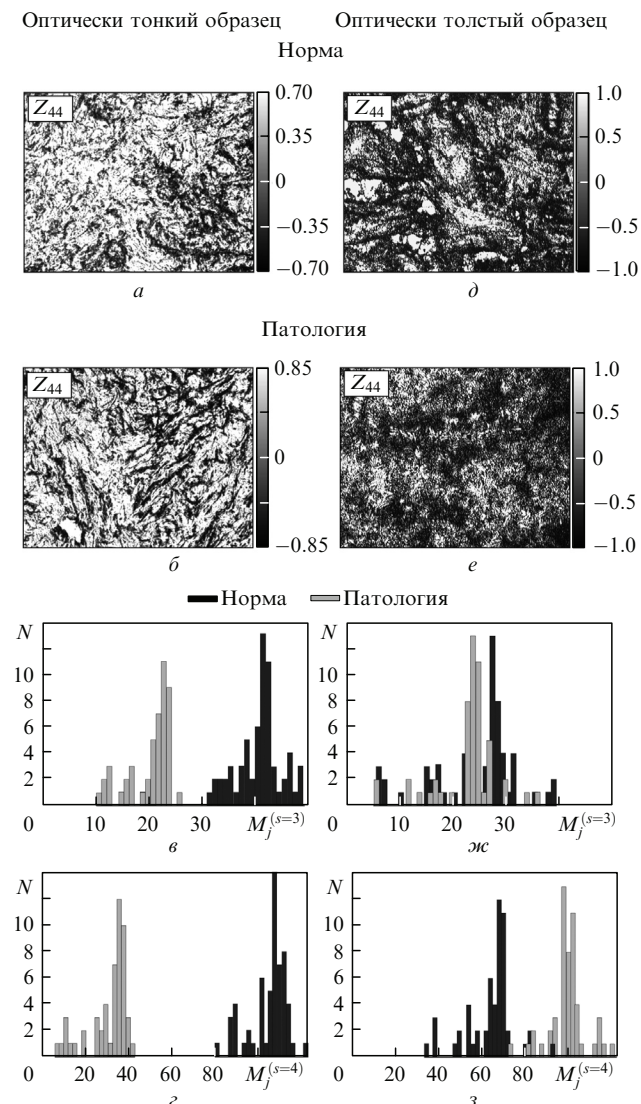 Оптически тонкий образец Оптически толстый образец
Норма
Z44 0.70 0.35 0 −0.35 −0.70
а
Z44 1.0 0.5 0 −0.5 −1.0
д
Патология
Z44 0.85 0 −0.85
б
Z44 1.0 0.5 0 −0.5 −1.0
е
Норма Патология
N
10
8
6
4
2
0 10 20 30 M_j^(s=3)
в
N
10
8
6
4
2
0 10 20 30 M_j^(s=3)
ж
N
10
8
6
4
2
0 20 40 60 80 M_j^(s=4)
г
N
10
8
6
4
2
0 20 40 60 80 M_j^(s=4)
з